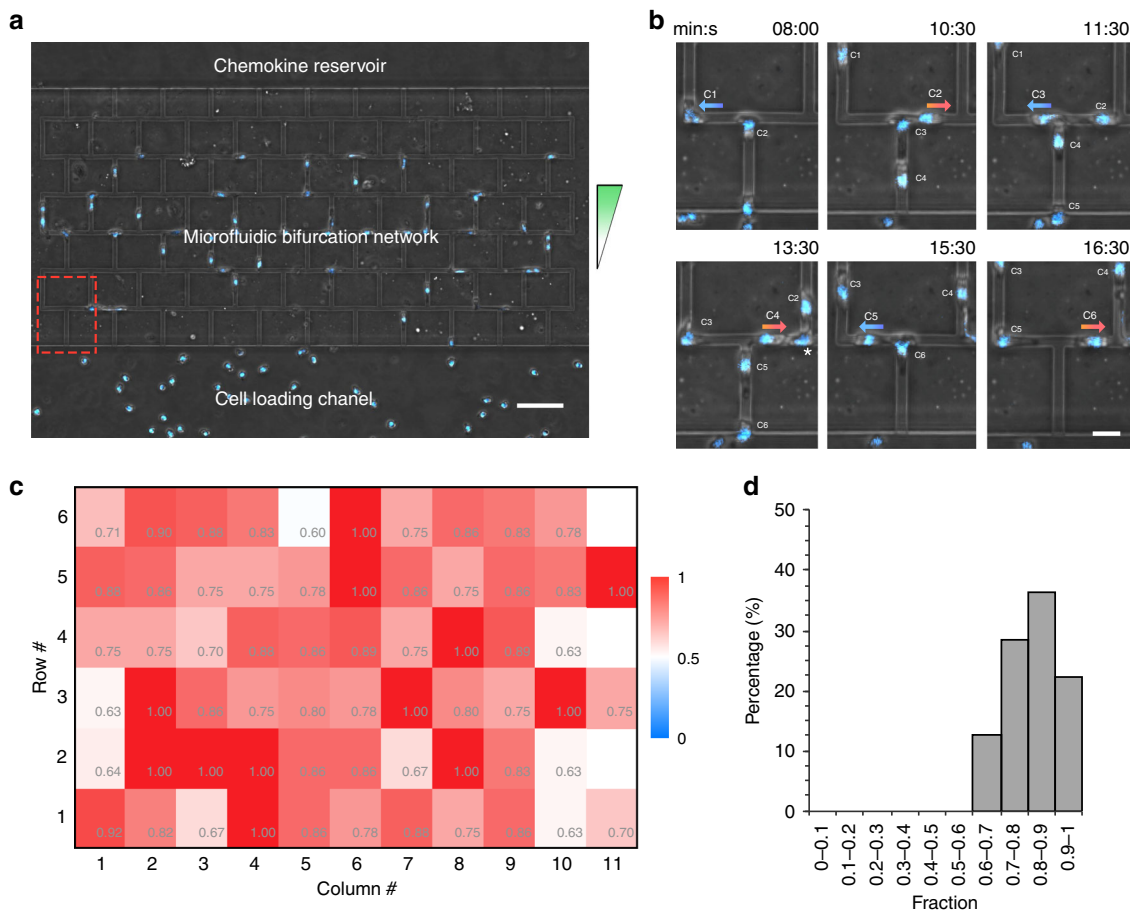 a
Chemokine reservoir
Microfluidic bifurcation network
Cell loading chanel
b
min:s 08:00 10:30 11:30
C1 C2
C1 C2 C3 C4
C1 C3 C2 C4 C5
13:30 15:30 16:30
C3 C4 C2 * C5 C6
C3 C5 C4 C6
C3 C5 C6 C4
c
Row #
6 0.71 0.90 0.83 0.60 1.00 0.75 0.83 0.78
5 0.75 0.75 0.78 1.00 0.75 0.83 1.00
4 0.75 0.75 0.70 0.89 0.75 1.00 0.89 0.63
3 0.63 1.00 0.75 0.80 0.78 1.00 0.80 0.75 1.00 0.75
2 0.64 1.00 1.00 1.00 0.67 1.00 0.83 0.63
1 0.92 0.82 0.67 1.00 0.78 0.75 0.63 0.70
1 2 3 4 5 6 7 8 9 10 11
Column #
1
0.5
0
d
Percentage (%)
50
40
30
20
10
0
0–0.1
0.1–0.2
0.2–0.3
0.3–0.4
0.4–0.5
0.5–0.6
0.6–0.7
0.7–0.8
0.8–0.9
0.9–1
Fraction